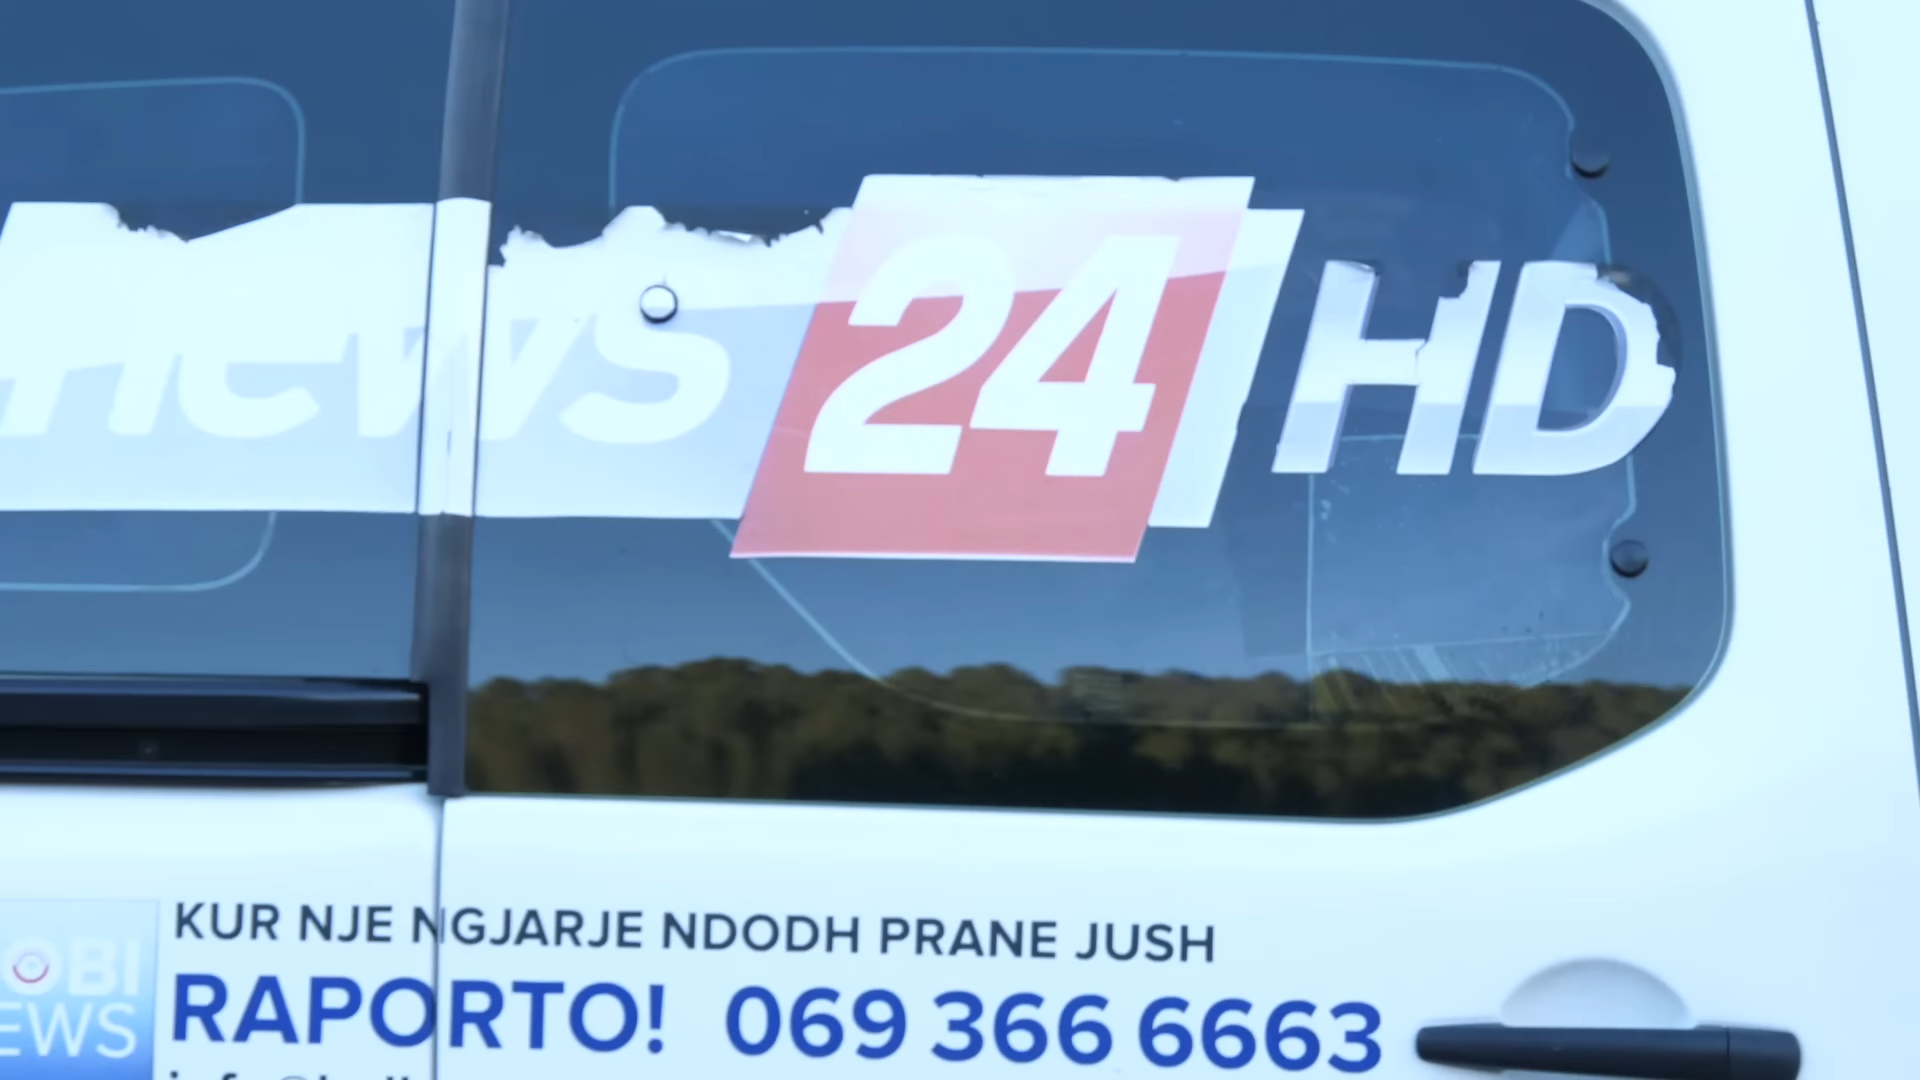 news 24 HD
KUR NJE NGJARJE NDODH PRANE JUSH
RAPORTO! 069 366 6663